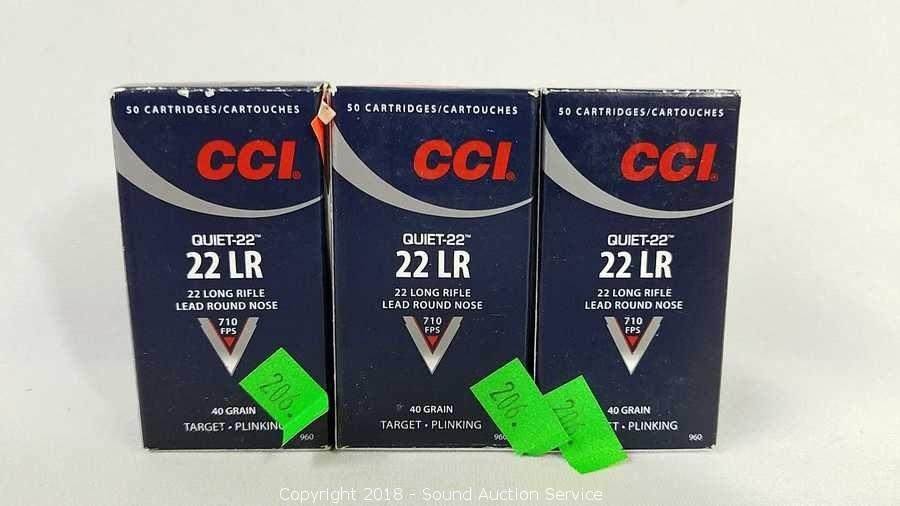 50 CARTRIDGES/CARTOUCHES
CCI®
QUIET-22™
22 LR
22 LONG RIFLE
LEAD ROUND NOSE
710
FPS
40 GRAIN
TARGET • PLINKING
960
206.
50 CARTRIDGES/CARTOUCHES
CCI®
QUIET-22™
22 LR
22 LONG RIFLE
LEAD ROUND NOSE
710
FPS
40 GRAIN
TARGET • PLINKING
960
206.
50 CARTRIDGES/CARTOUCHES
CCI®
QUIET-22™
22 LR
22 LONG RIFLE
LEAD ROUND NOSE
710
FPS
40 GRAIN
• PLINKING
960
Copyright 2018 - Sound Auction Service